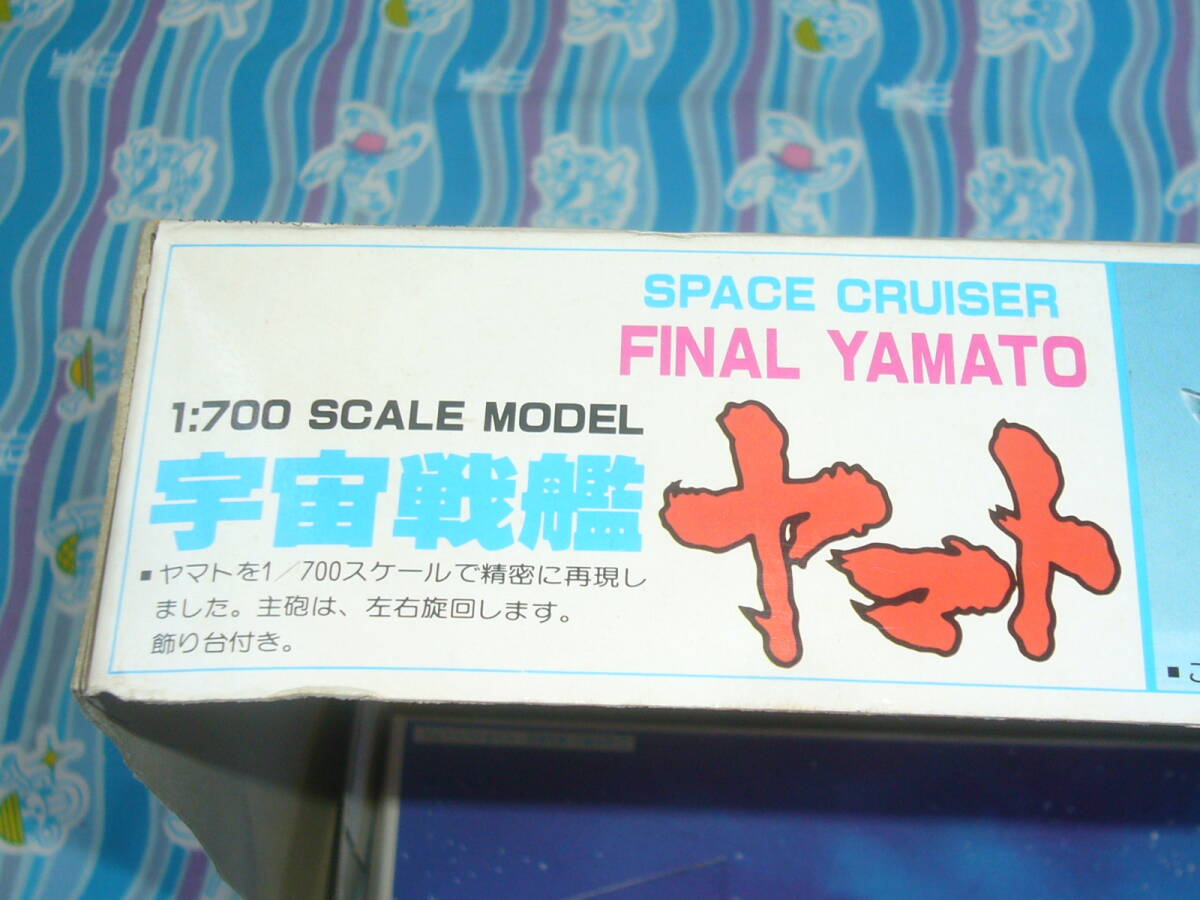 SPACE CRUISER
FINAL YAMATO
1:700 SCALE MODEL
宇宙戦艦 ヤマト
■ヤマトを1/700スケールで精密に再現し
ました。主砲は、左右旋回します。
飾り台付き。
■こ